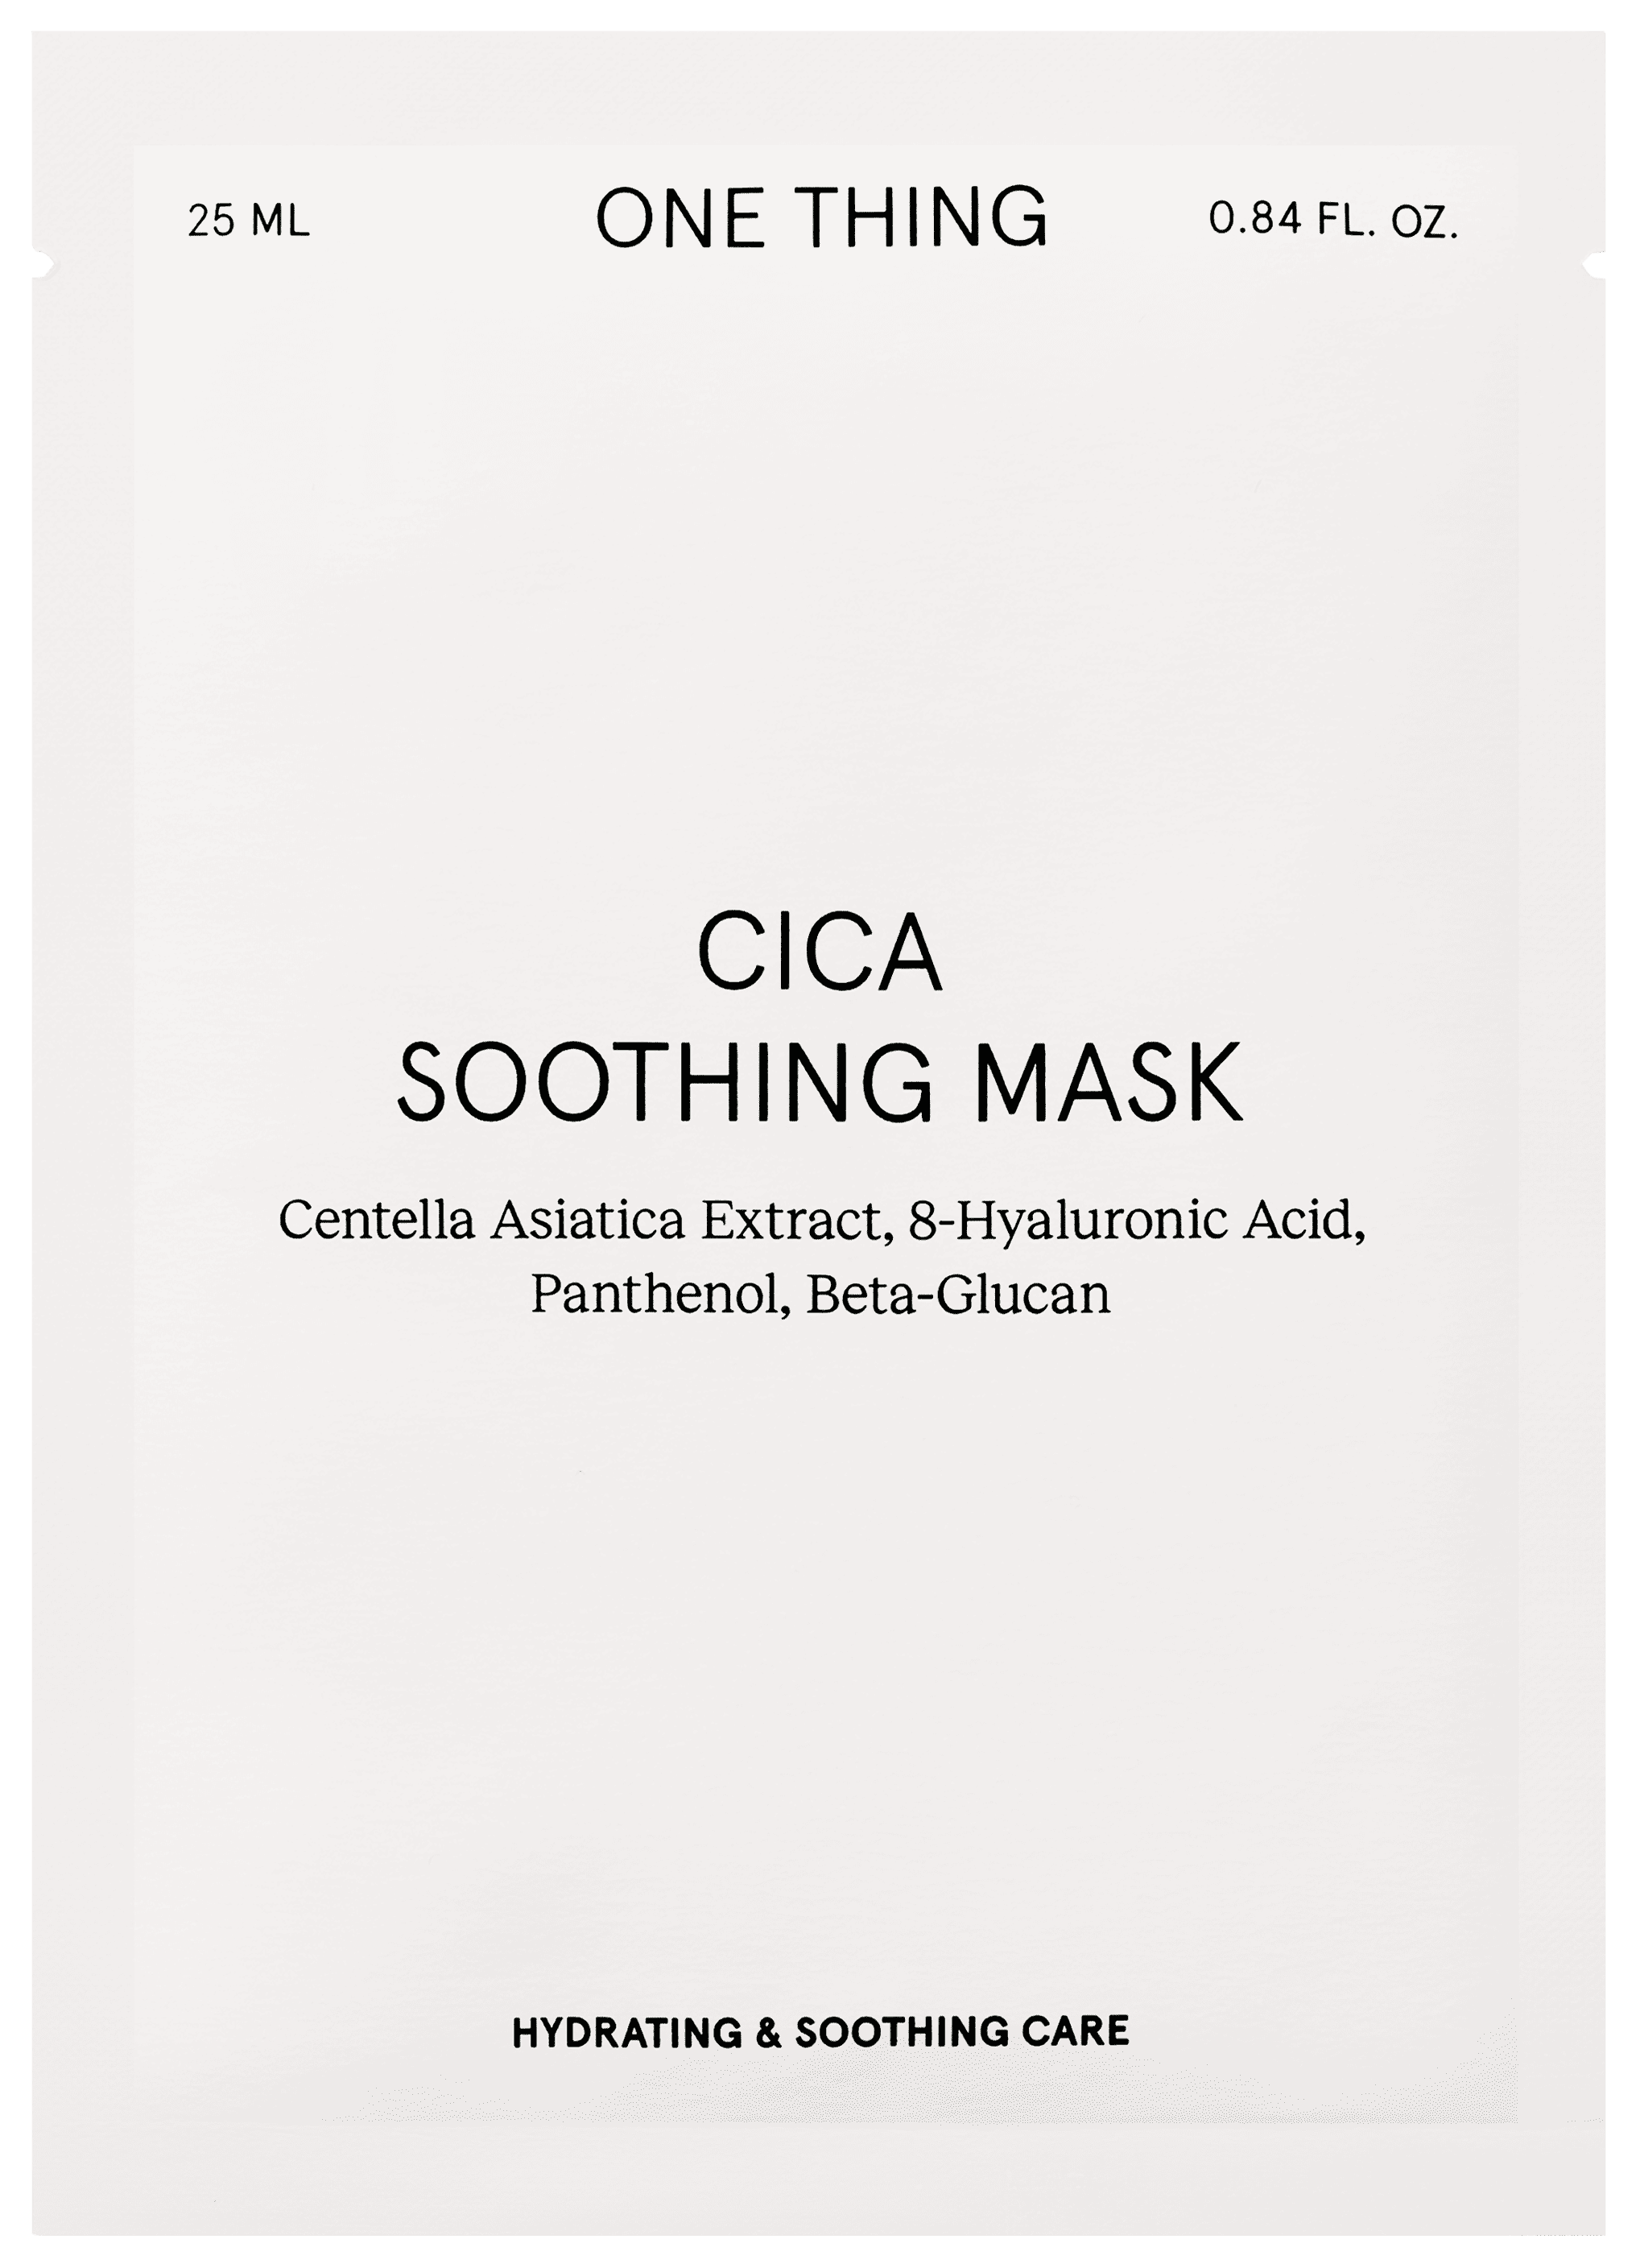 25 ML ONE THING 0.84 FL. OZ.
CICA
SOOTHING MASK
Centella Asiatica Extract, 8-Hyaluronic Acid,
Panthenol, Beta-Glucan
HYDRATING & SOOTHING CARE